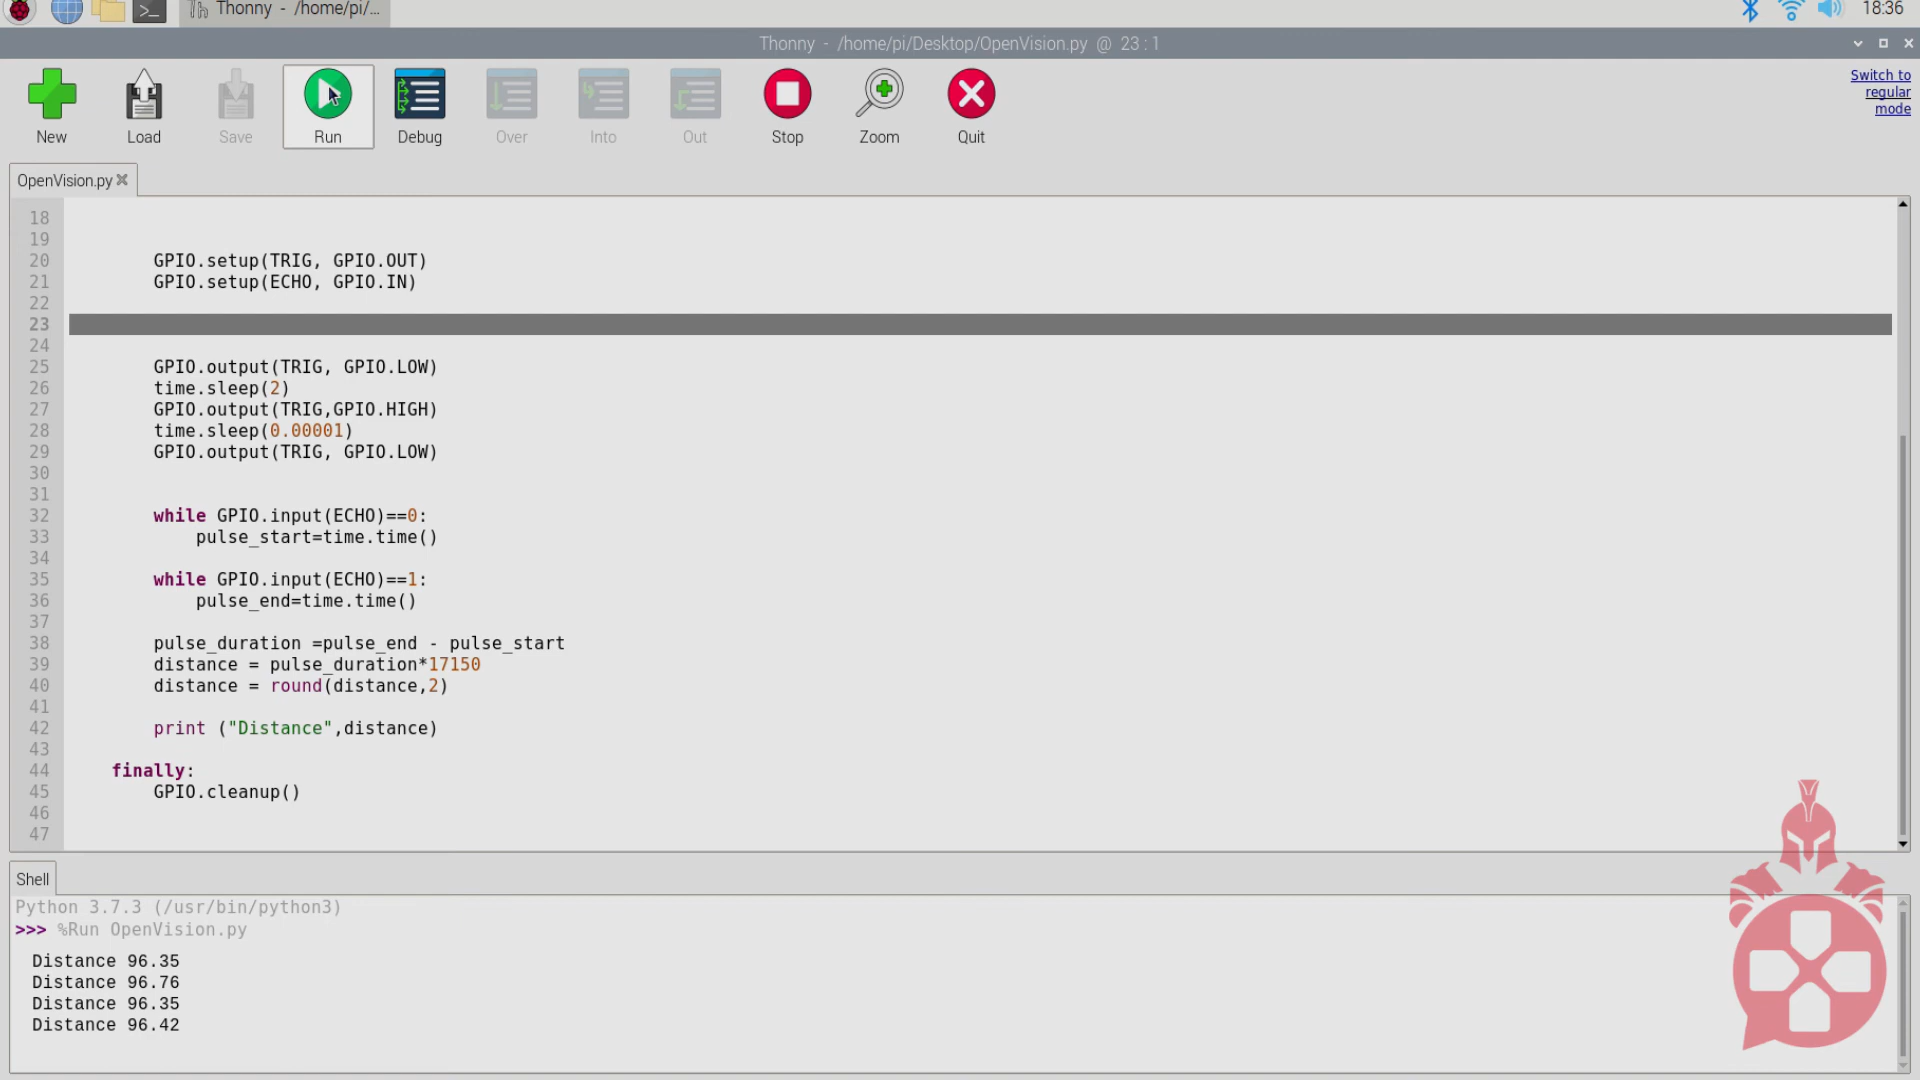 Thonny - /home/pi/...
18:36
Thonny - /home/pi/Desktop/OpenVision.py @ 23 : 1
New
Load
Save
Run
Debug
Over
Into
Out
Stop
Zoom
Quit
Switch to
regular
mode
OpenVision.py
18
19
20 GPIO.setup(TRIG, GPIO.OUT)
21 GPIO.setup(ECHO, GPIO.IN)
22
23
24
25 GPIO.output(TRIG, GPIO.LOW)
26 time.sleep(2)
27 GPIO.output(TRIG,GPIO.HIGH)
28 time.sleep(0.00001)
29 GPIO.output(TRIG, GPIO.LOW)
30
31
32 while GPIO.input(ECHO)==0:
33 pulse_start=time.time()
34
35 while GPIO.input(ECHO)==1:
36 pulse_end=time.time()
37
38 pulse_duration =pulse_end - pulse_start
39 distance = pulse_duration*17150
40 distance = round(distance,2)
41
42 print ("Distance",distance)
43
44 finally:
45 GPIO.cleanup()
46
47
Shell
Python 3.7.3 (/usr/bin/python3)
>>> %Run OpenVision.py
Distance 96.35
Distance 96.76
Distance 96.35
Distance 96.42